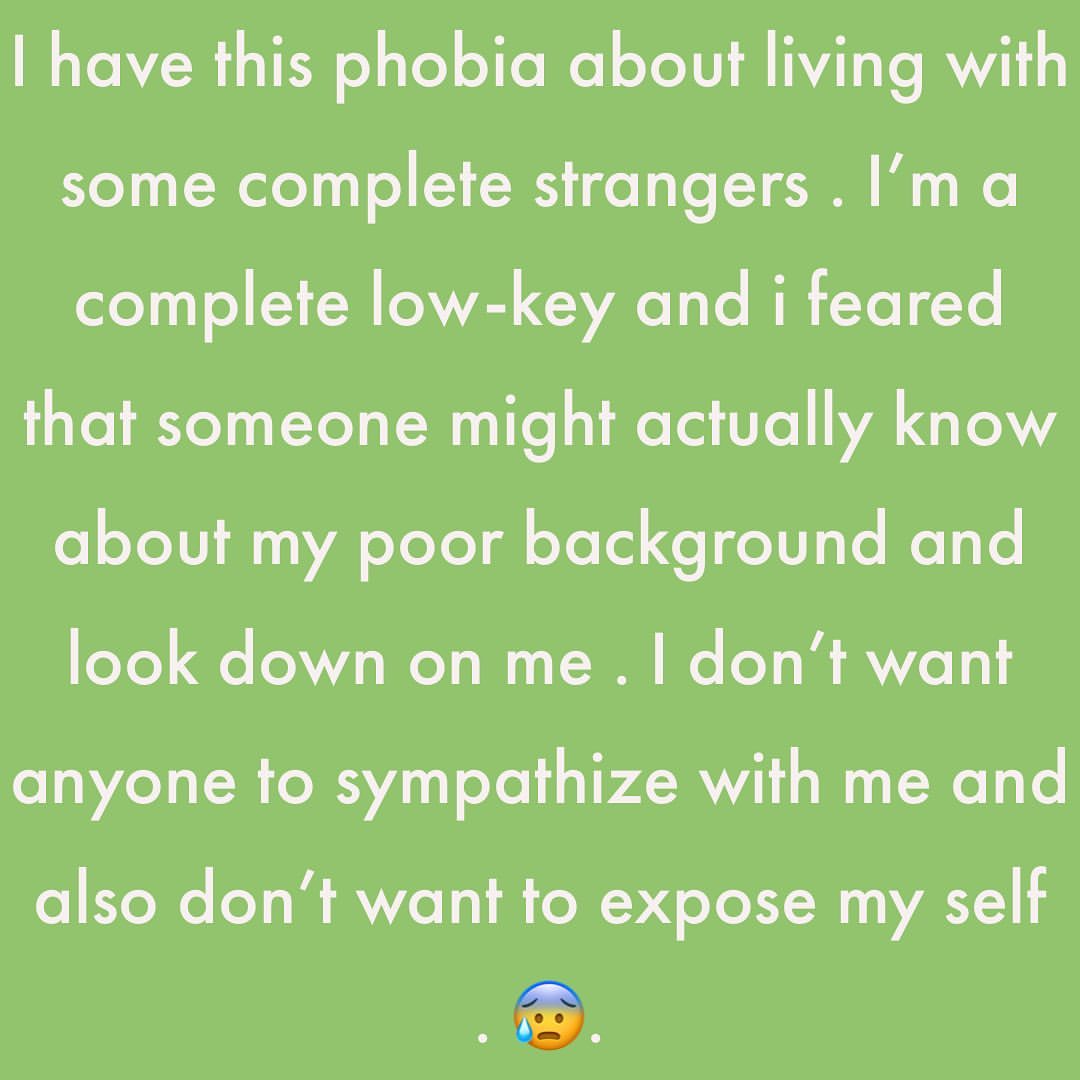 I have this phobia about living with
some complete strangers . I’m a
complete low-key and i feared
that someone might actually know
about my poor background and
look down on me . I don’t want
anyone to sympathize with me and
also don’t want to expose my self
. 😰.